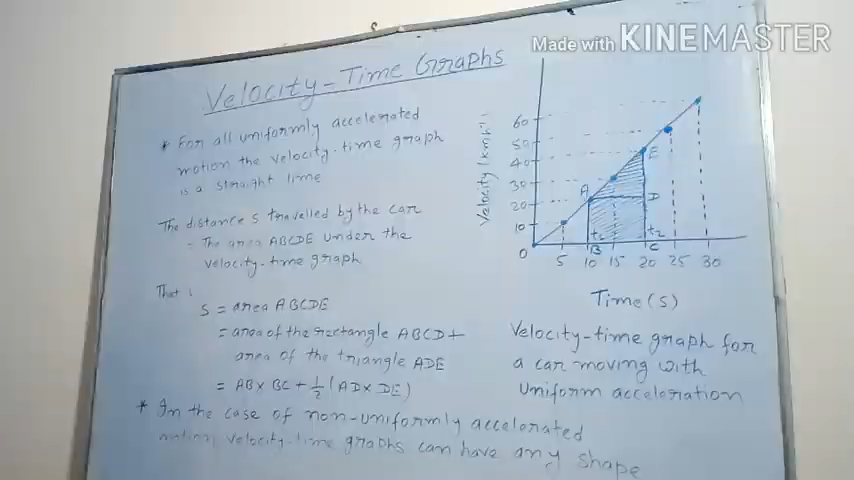 Made with KINEMASTER
Velocity-Time Graphs
* For all uniformly accelerated
motion the velocity-time graph
is a straight line
The distance s travelled by the car
= The area ABCDE under the
velocity-time graph
That is
S = area ABCDE
= area of the rectangle ABCD +
area of the triangle ADE
= AB × BC + 1/2 (AD × DE)
* In the case of non-uniformly accelerated
motion, velocity-time graphs can have any shape
Velocity (kmh⁻¹)
60
50
40
30
20
10
0
A
E
D
t₂
t₂
B
C
5 10 15 20 25 30
Time (s)
Velocity-time graph for
a car moving with
uniform acceleration